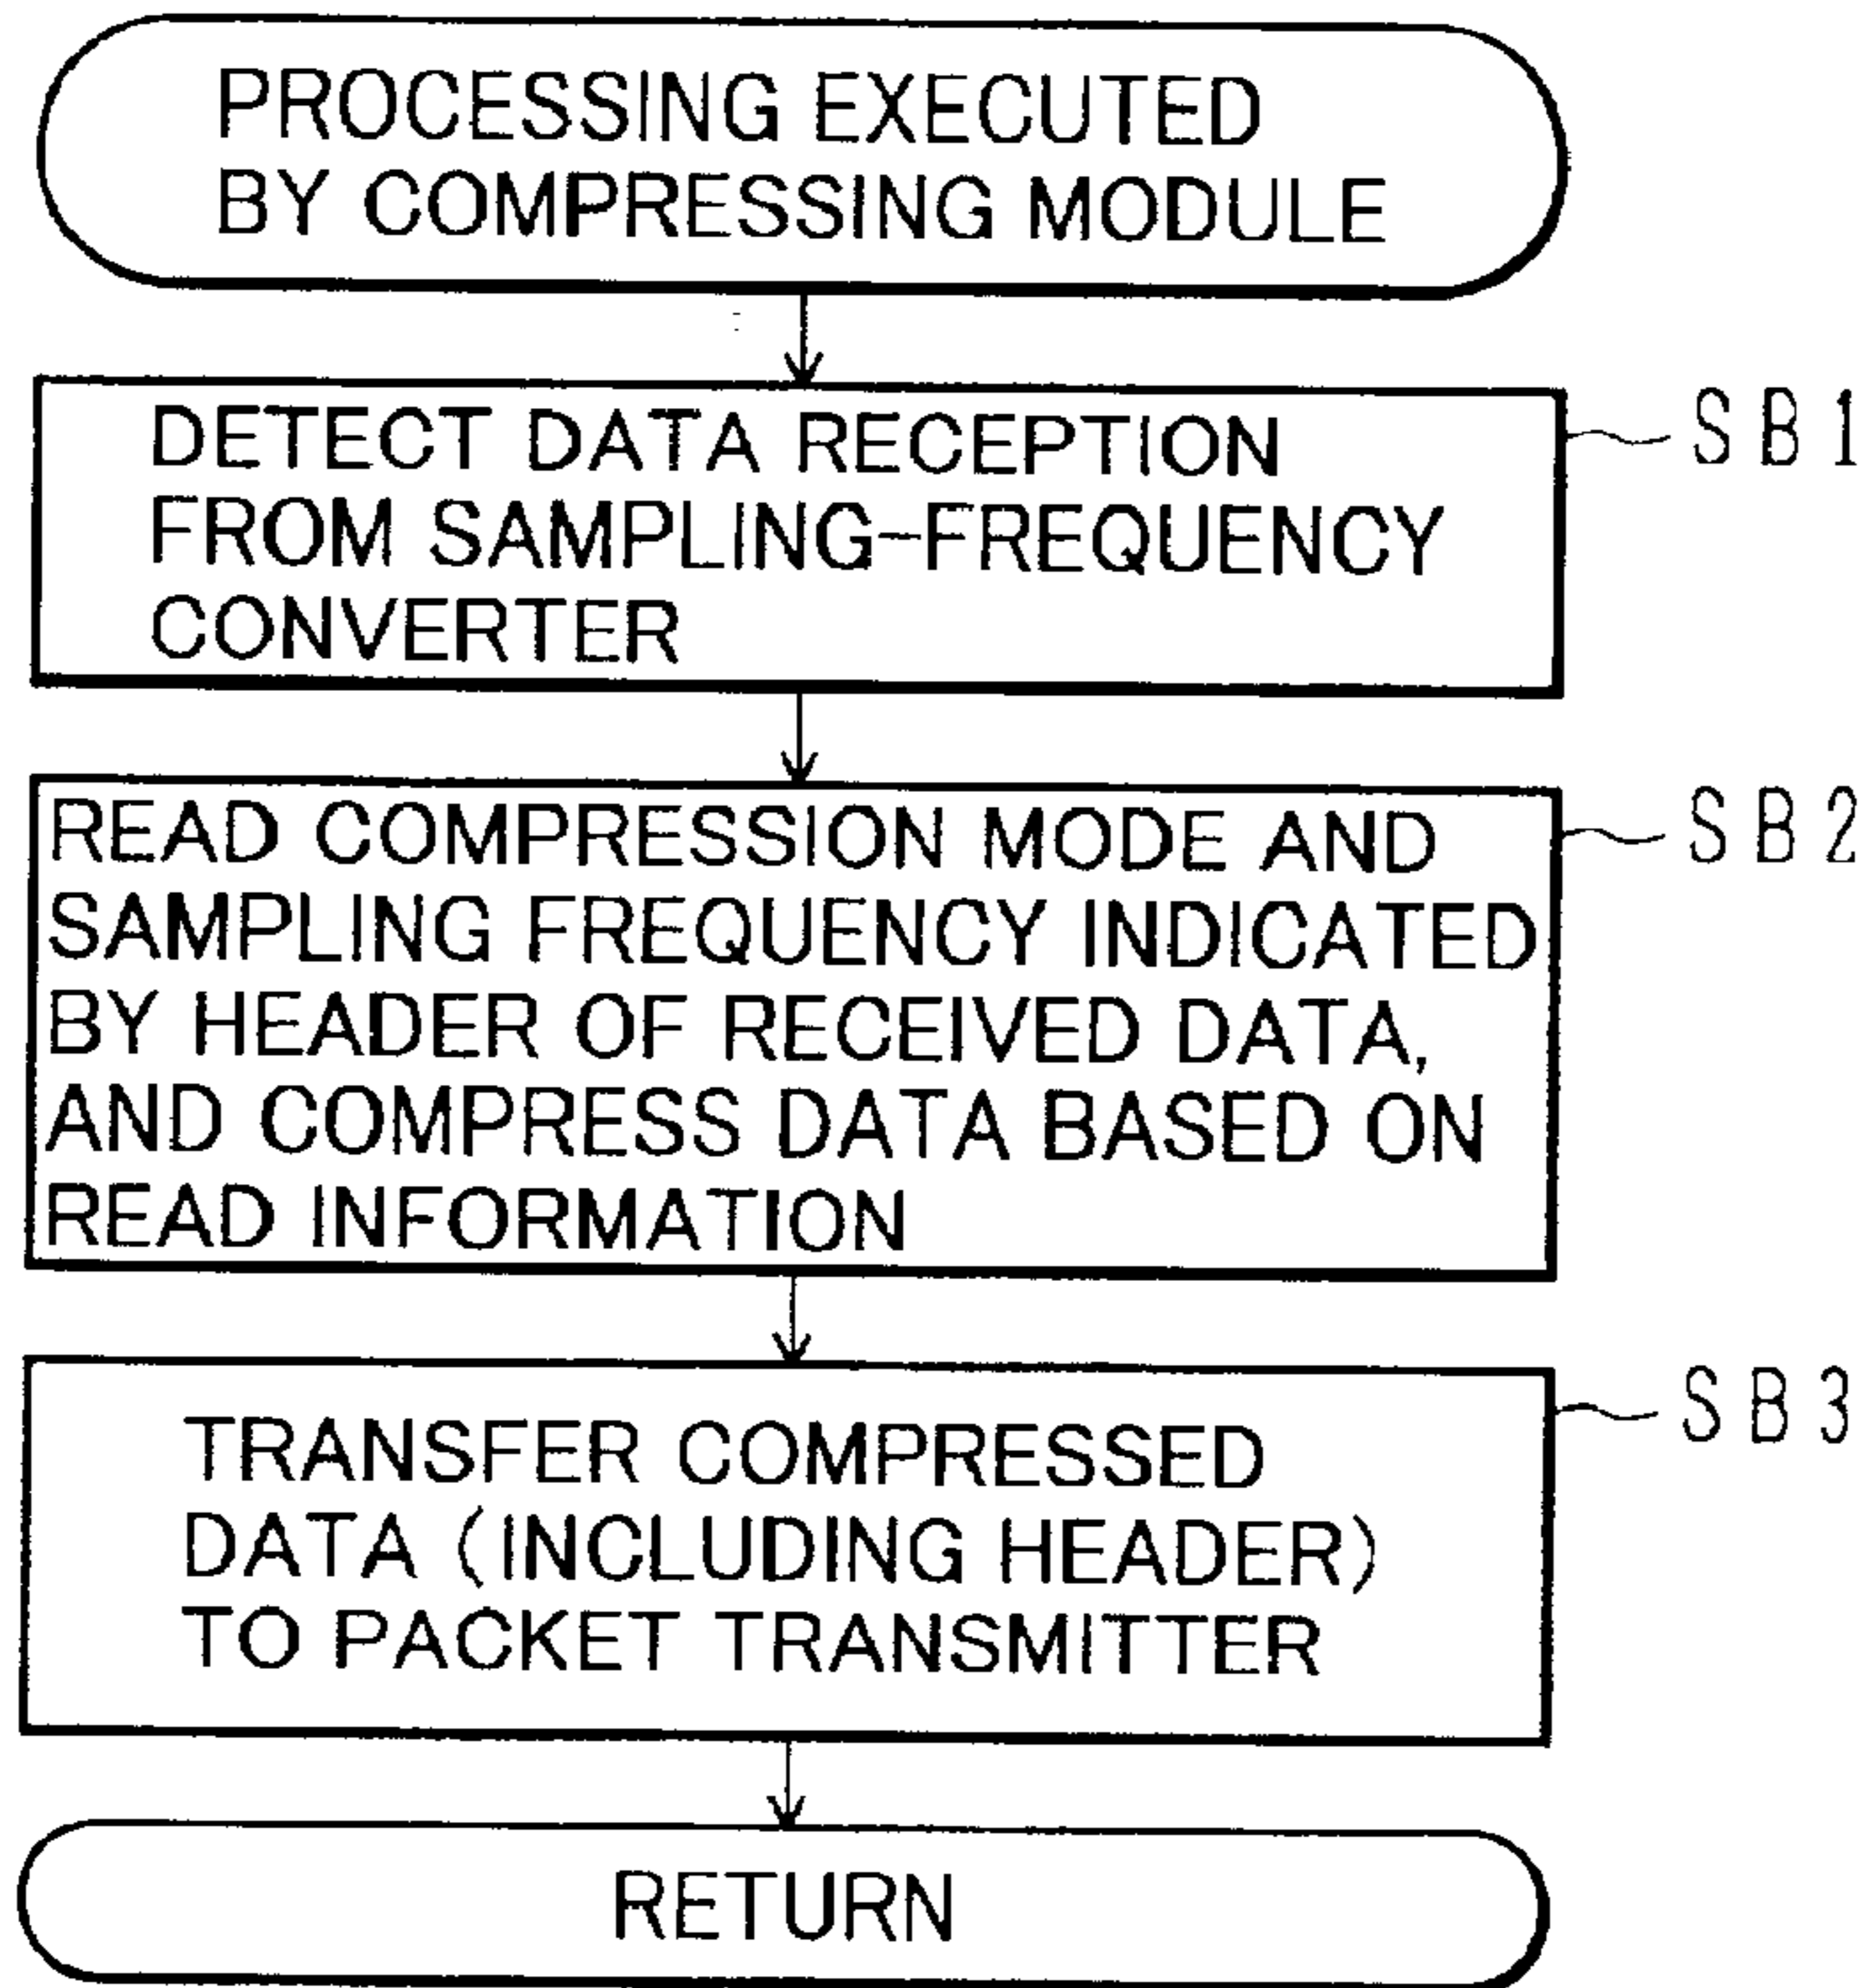 PROCESSING EXECUTED
BY COMPRESSING MODULE
DETECT DATA RECEPTION
FROM SAMPLING-FREQUENCY
CONVERTER
SB1
READ COMPRESSION MODE AND
SAMPLING FREQUENCY INDICATED
BY HEADER OF RECEIVED DATA,
AND COMPRESS DATA BASED ON
READ INFORMATION
SB2
TRANSFER COMPRESSED
DATA (INCLUDING HEADER)
TO PACKET TRANSMITTER
SB3
RETURN